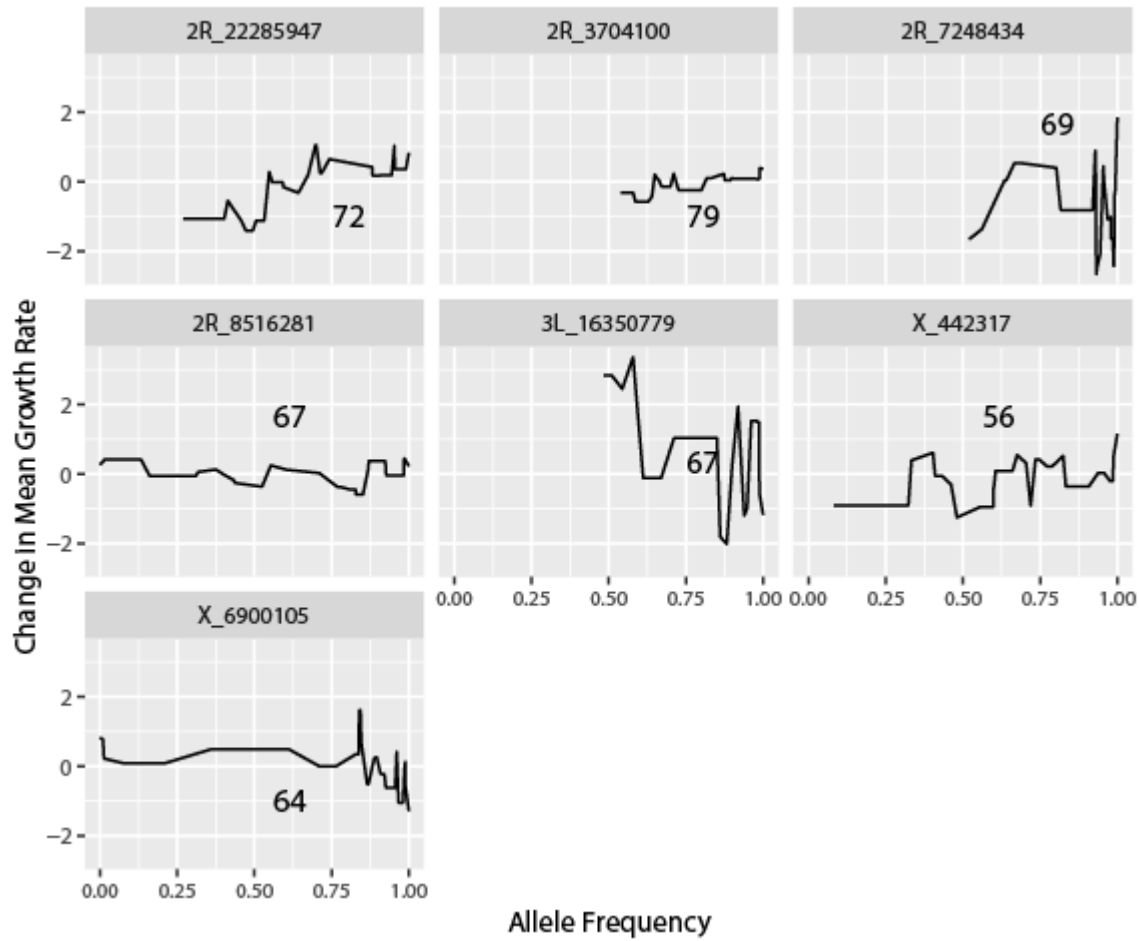 2R_22285947 2R_3704100 2R_7248434
2
0
−2
72
79
69
2R_8516281 3L_16350779 X_442317
2
0
−2
67
67
56
0.00 0.25 0.50 0.75 1.00 0.00 0.25 0.50 0.75 1.00
X_6900105
2
0
−2
64
0.00 0.25 0.50 0.75 1.00
Change in Mean Growth Rate
Allele Frequency